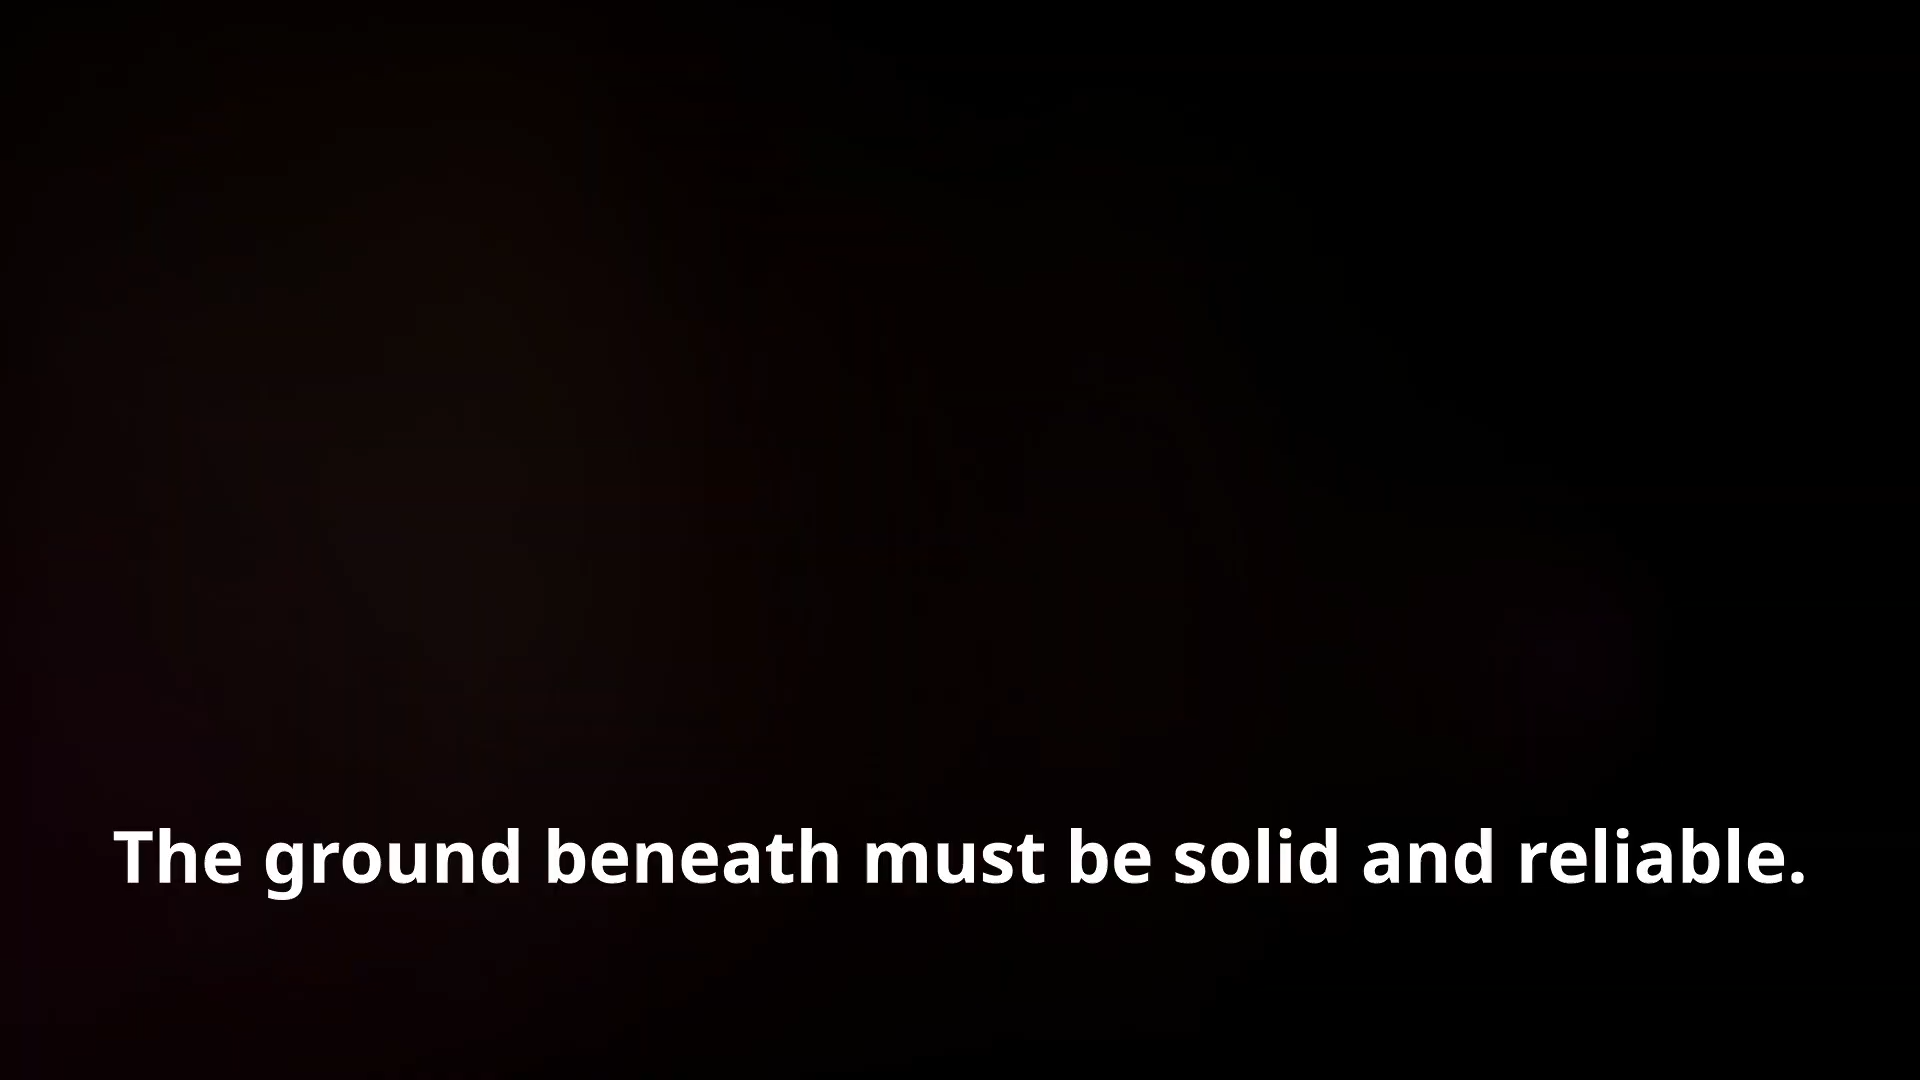 The ground beneath must be solid and reliable.